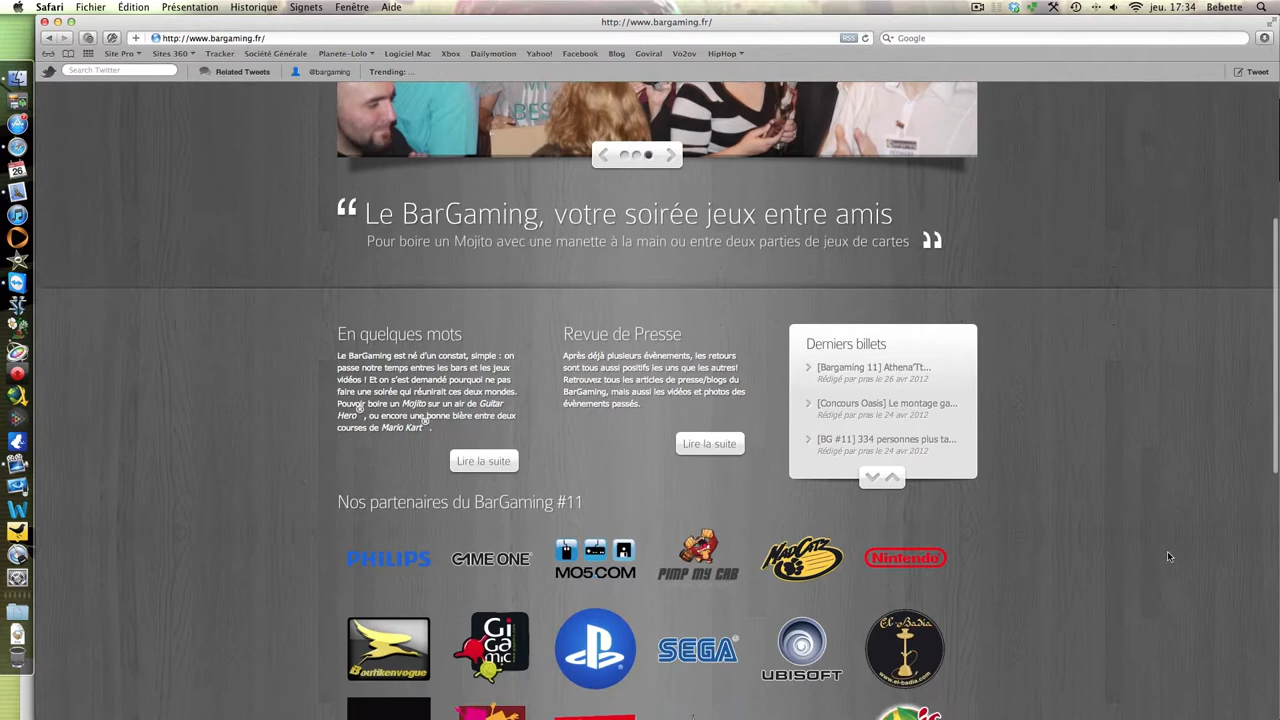 Safari Fichier Édition Présentation Historique Signets Fenêtre Aide jeu. 17:34 Bebette
http://www.bargaming.fr/
http://www.bargaming.fr/ RSS Google
Site Pro Sites 360 Tracker Société Générale Planete-Lolo Logiciel Mac Xbox Dailymotion Yahoo! Facebook Blog Goviral Vo2ov HipHop
Search Twitter Related Tweets @bargaming Trending: ... Tweet
BES
“ Le BarGaming, votre soirée jeux entre amis
Pour boire un Mojito avec une manette à la main ou entre deux parties de jeux de cartes ”
En quelques mots
Le BarGaming est né d’un constat, simple : on
passe notre temps entres les bars et les jeux
vidéos ! Et on s’est demandé pourquoi ne pas
faire une soirée qui réunirait ces deux mondes.
Pouvoir boire un Mojito sur un air de Guitar
Hero®, ou encore une bonne bière entre deux
courses de Mario Kart®.
Lire la suite
Revue de Presse
Après déjà plusieurs évènements, les retours
sont tous aussi positifs les uns que les autres!
Retrouvez tous les articles de presse/blogs du
BarGaming, mais aussi les vidéos et photos des
évènements passés.
Lire la suite
Derniers billets
[Bargaming 11] Athena’Tt...
Rédigé par pras le 26 avr 2012
[Concours Oasis] Le montage ga...
Rédigé par pras le 24 avr 2012
[BG #11] 334 personnes plus ta...
Rédigé par pras le 24 avr 2012
Nos partenaires du BarGaming #11
PHILIPS GAME ONE MO5.COM PIMP MY CAB MAD CATZ Nintendo
Boutikenvogue GiGamic SEGA UBISOFT El-Badia
www.el-badia.com
26